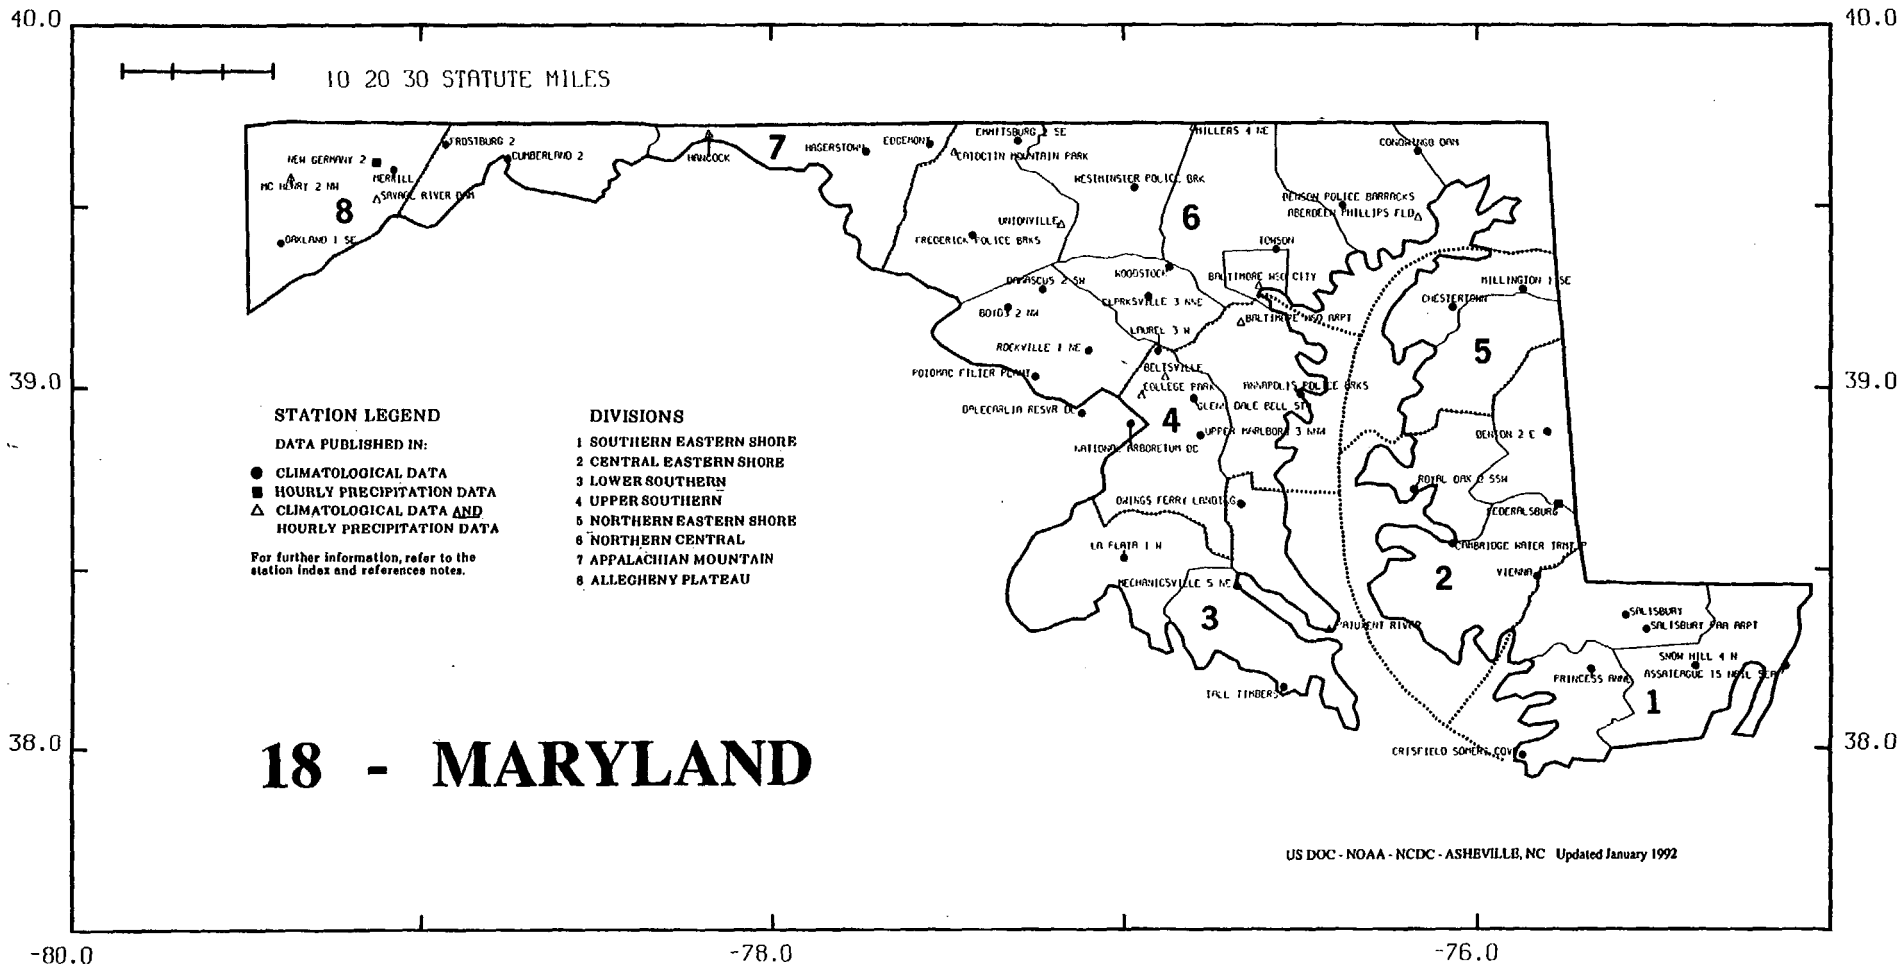 40.0
40.0
10 20 30 STATUTE MILES
FROSTBURG 2
CUMBERLAND 2
NEW GERMANY 2
MERRILL
MC HENRY 2 NW
SAVAGE RIVER DAM
8
OAKLAND 1 SE
HANCOCK
7
HAGERSTOWN
EDGEMONT
EMMITSBURG 2 SE
CATOCTIN MOUNTAIN PARK
MILLERS 4 NE
CONOWINGO DAM
WESTMINSTER POLICE BRK
BENSON POLICE BARRACKS
ABERDEEN PHILLIPS FLD
UNIONVILLE
6
FREDERICK POLICE BRKS
TOWSON
WOODSTOCK
BALTIMORE WSO CITY
DAMASCUS 2 SW
CLARKSVILLE 3 NNE
BOYDS 2 NW
BALTIMORE WSO ARPT
LAUREL 3 W
MILLINGTON 1 SE
CHESTERTOWN
5
ROCKVILLE 1 NE
39.0
39.0
POTOMAC FILTER PLANT
BELTSVILLE
COLLEGE PARK
ANNAPOLIS POLICE BRKS
GLENN DALE BELL STN
DALECARLIA RESVR DC
4
UPPER MARLBORO 3 NNW
NATIONAL ARBORETUM DC
DENTON 2 E
ROYAL OAK 2 SSW
OWINGS FERRY LANDING
FEDERALSBURG
CAMBRIDGE WATER TRMT P
LA PLATA 1 W
VIENNA
2
MECHANICSVILLE 5 NE
3
PATUXENT RIVER
SALISBURY
SALISBURY FAA ARPT
SNOW HILL 4 N
PRINCESS ANNE
ASSATEAGUE IS NATL SEA
1
TALL TIMBERS
CRISFIELD SOMERS COVE
STATION LEGEND
DATA PUBLISHED IN:
CLIMATOLOGICAL DATA
HOURLY PRECIPITATION DATA
CLIMATOLOGICAL DATA AND
HOURLY PRECIPITATION DATA
For further information, refer to the
station index and references notes.
DIVISIONS
1 SOUTHERN EASTERN SHORE
2 CENTRAL EASTERN SHORE
3 LOWER SOUTHERN
4 UPPER SOUTHERN
5 NORTHERN EASTERN SHORE
6 NORTHERN CENTRAL
7 APPALACHIAN MOUNTAIN
8 ALLEGHENY PLATEAU
38.0
38.0
18 - MARYLAND
US DOC - NOAA - NCDC - ASHEVILLE, NC Updated January 1992
-80.0
-78.0
-76.0